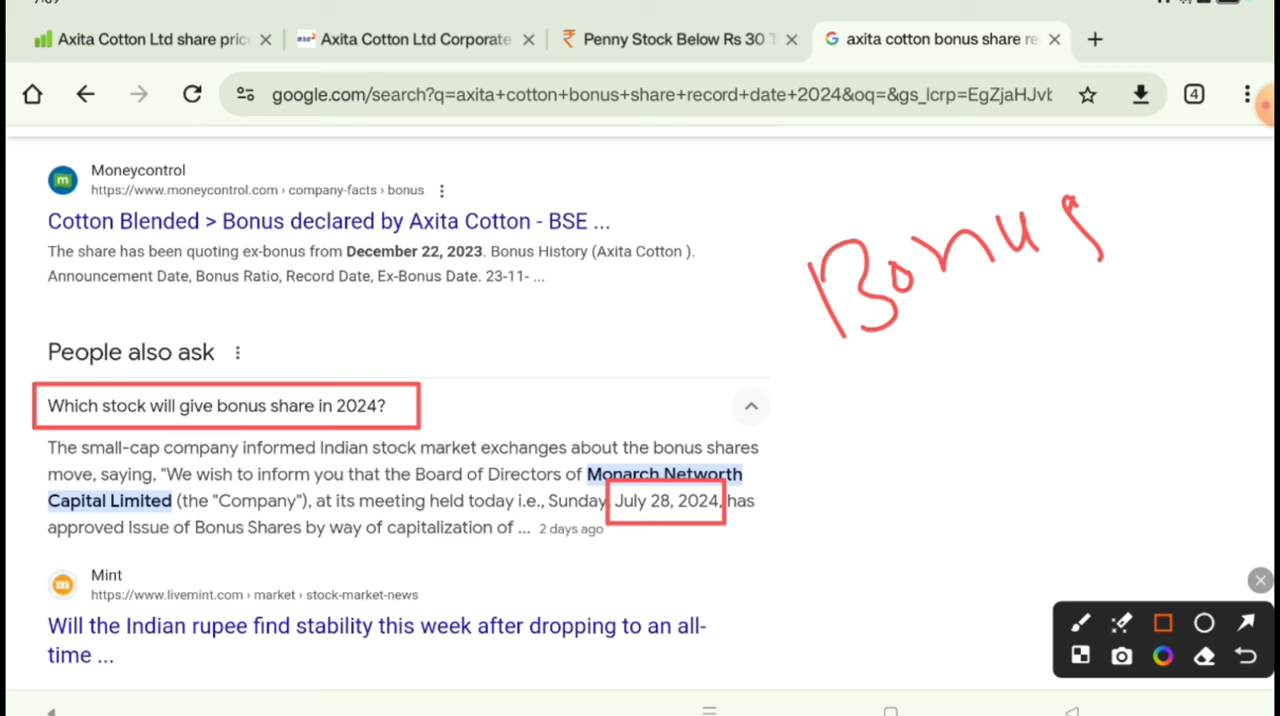 Axita Cotton Ltd share pric
Axita Cotton Ltd Corporate
Penny Stock Below Rs 30 T
axita cotton bonus share re
google.com/search?q=axita+cotton+bonus+share+record+date+2024&oq=&gs_lcrp=EgZjaHJvb
4
Moneycontrol
https://www.moneycontrol.com › company-facts › bonus
Cotton Blended > Bonus declared by Axita Cotton - BSE ...
The share has been quoting ex-bonus from December 22, 2023. Bonus History (Axita Cotton ).
Announcement Date, Bonus Ratio, Record Date, Ex-Bonus Date. 23-11- ...
Bonus
People also ask
Which stock will give bonus share in 2024?
The small-cap company informed Indian stock market exchanges about the bonus shares
move, saying, "We wish to inform you that the Board of Directors of Monarch Networth
Capital Limited (the "Company"), at its meeting held today i.e., Sunday, July 28, 2024, has
approved Issue of Bonus Shares by way of capitalization of ... 2 days ago
Mint
https://www.livemint.com › market › stock-market-news
Will the Indian rupee find stability this week after dropping to an all-
time ...